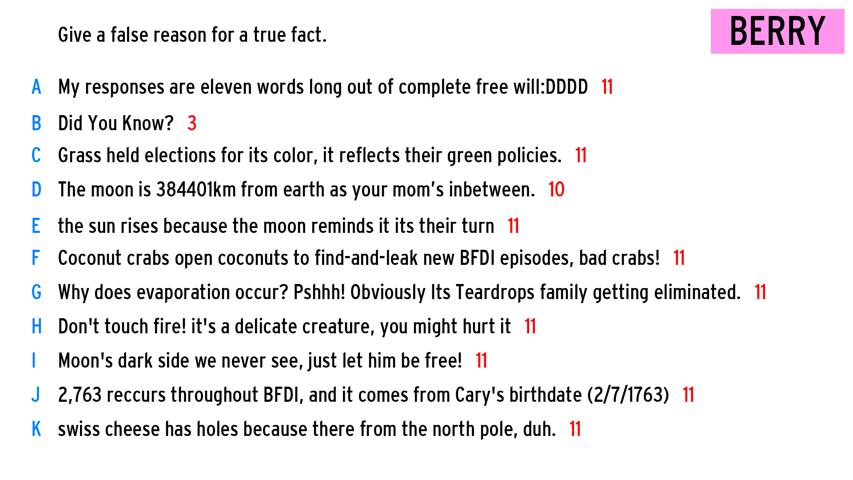 Give a false reason for a true fact.
BERRY
A My responses are eleven words long out of complete free will:DDDD 11
B Did You Know? 3
C Grass held elections for its color, it reflects their green policies. 11
D The moon is 384401km from earth as your mom’s inbetween. 10
E the sun rises because the moon reminds it its their turn 11
F Coconut crabs open coconuts to find-and-leak new BFDI episodes, bad crabs! 11
G Why does evaporation occur? Pshhh! Obviously Its Teardrops family getting eliminated. 11
H Don't touch fire! it's a delicate creature, you might hurt it 11
I Moon's dark side we never see, just let him be free! 11
J 2,763 reccurs throughout BFDI, and it comes from Cary's birthdate (2/7/1763) 11
K swiss cheese has holes because there from the north pole, duh. 11